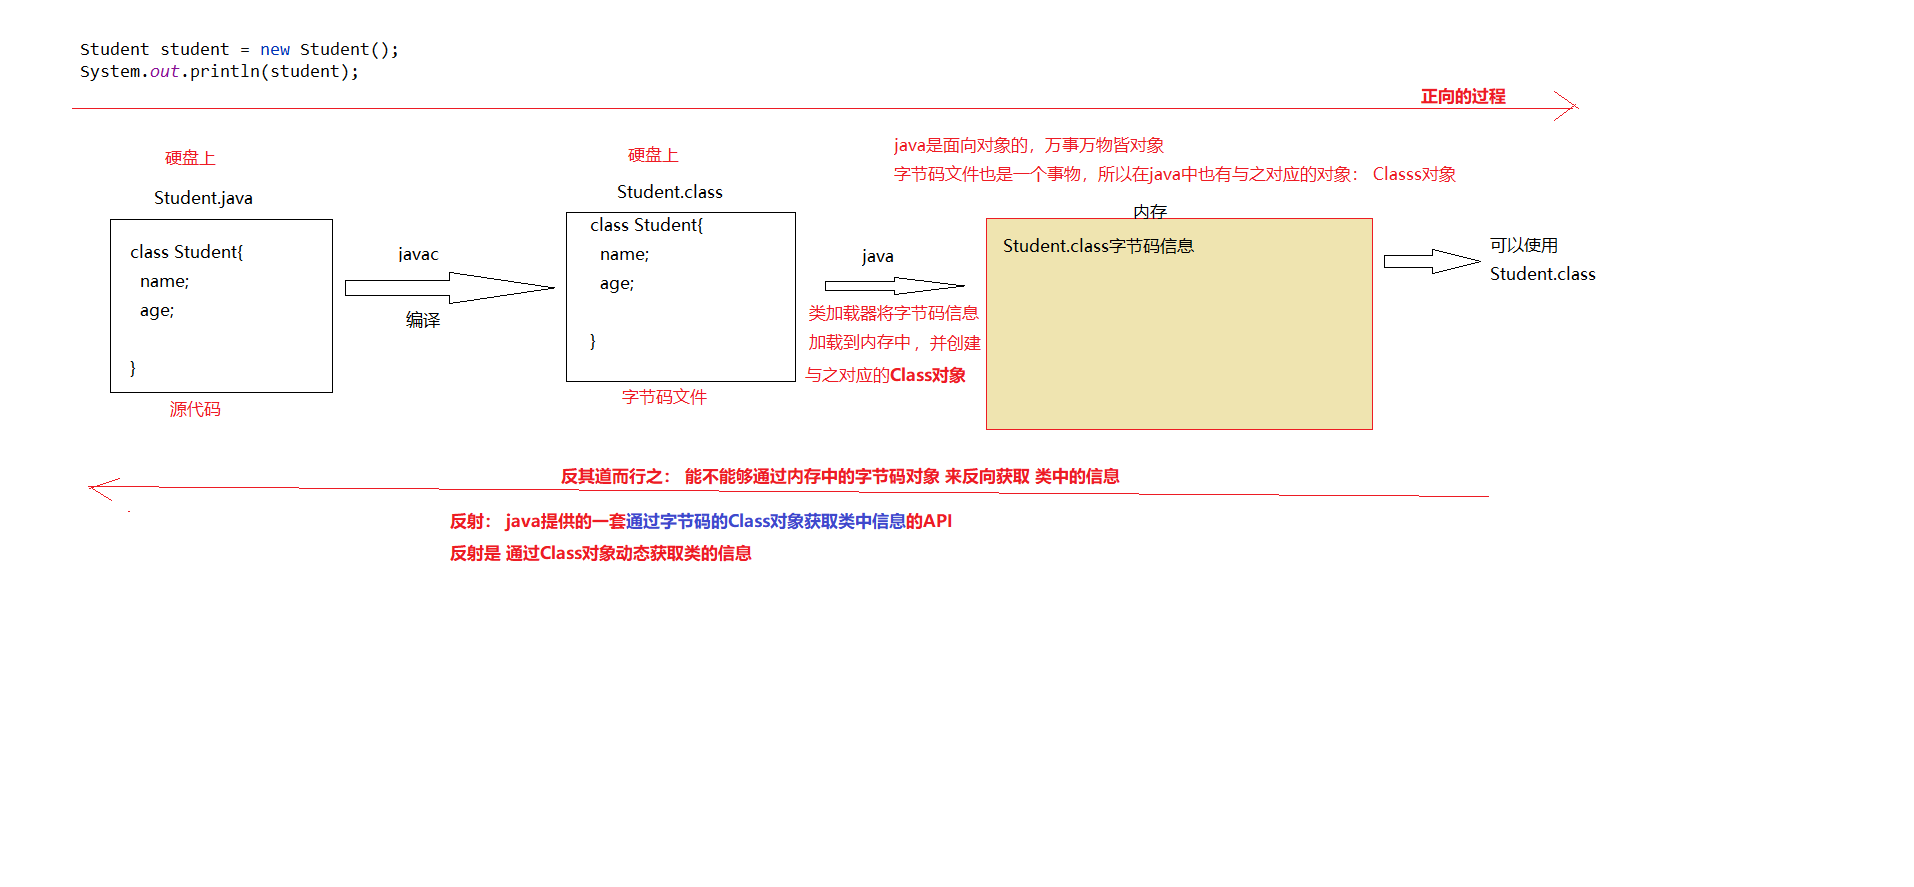 Student student = new Student();
System.out.println(student);
正向的过程
java是面向对象的，万事万物皆对象
字节码文件也是一个事物，所以在java中也有与之对应的对象： Classs对象
硬盘上
Student.java
class Student{
name;
age;
}
源代码
javac
编译
硬盘上
Student.class
class Student{
name;
age;
}
字节码文件
java
类加载器将字节码信息
加载到内存中，并创建
与之对应的Class对象
内存
Student.class字节码信息
可以使用
Student.class
反其道而行之： 能不能够通过内存中的字节码对象 来反向获取 类中的信息
反射： java提供的一套通过字节码的Class对象获取类中信息的API
反射是 通过Class对象动态获取类的信息